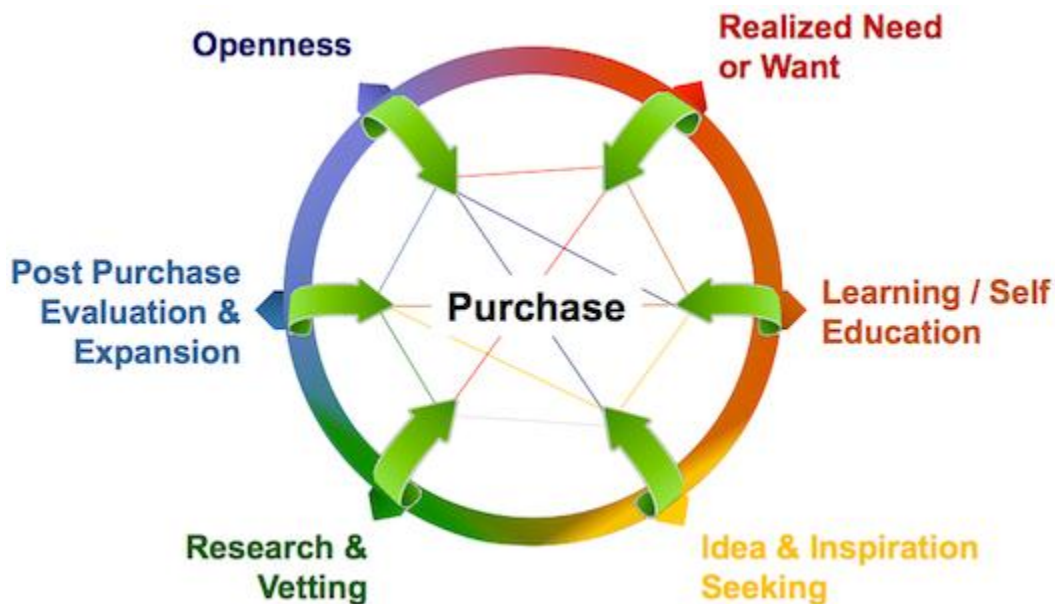 Openness
Realized Need
or Want
Post Purchase
Evaluation &
Expansion
Purchase
Learning / Self
Education
Research &
Vetting
Idea & Inspiration
Seeking